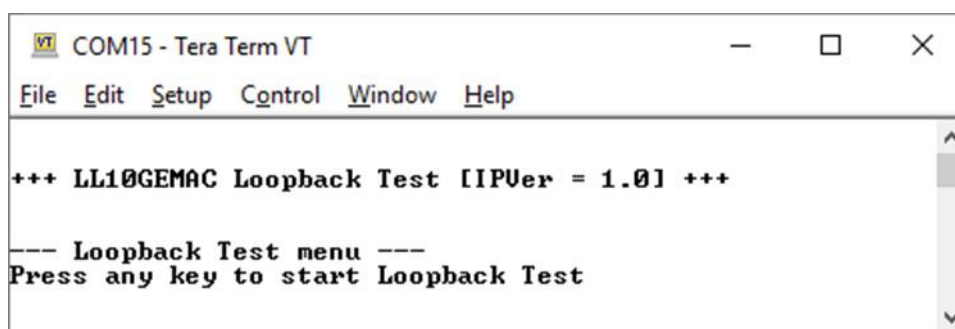 COM15 - Tera Term VT
File Edit Setup Control Window Help
+++ LL10GEMAC Loopback Test [IPVer = 1.0] +++
--- Loopback Test menu ---
Press any key to start Loopback Test